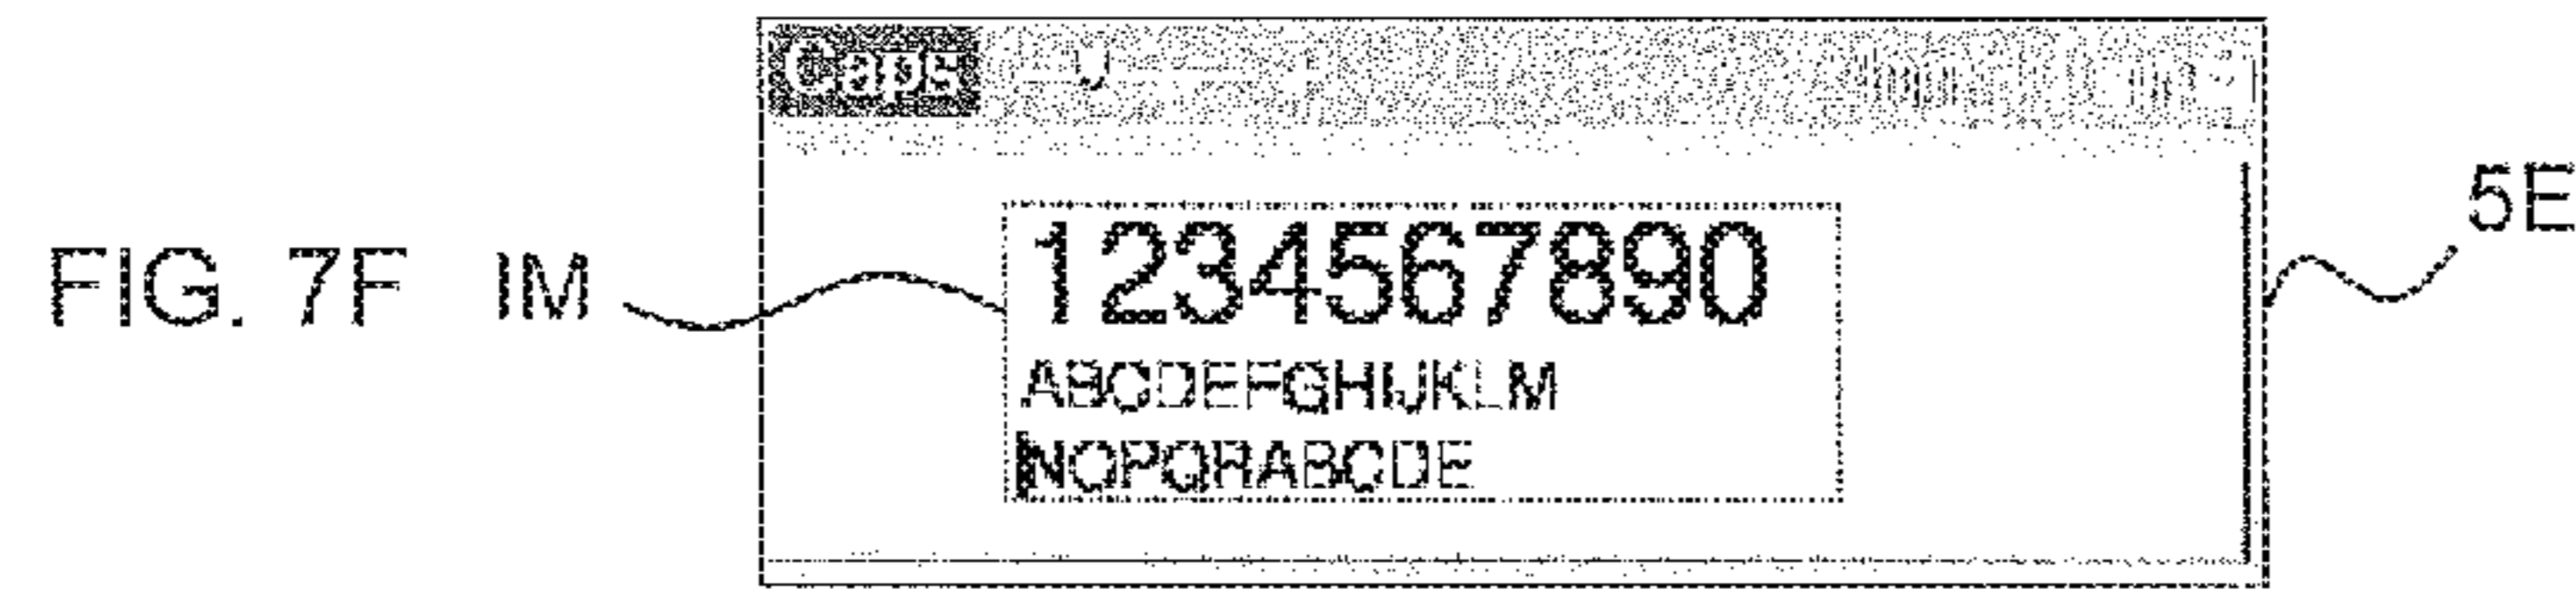 Caps
5E
FIG. 7F IM
1234567890
ABCDEFGHIJKLM
NOPQRABCDE